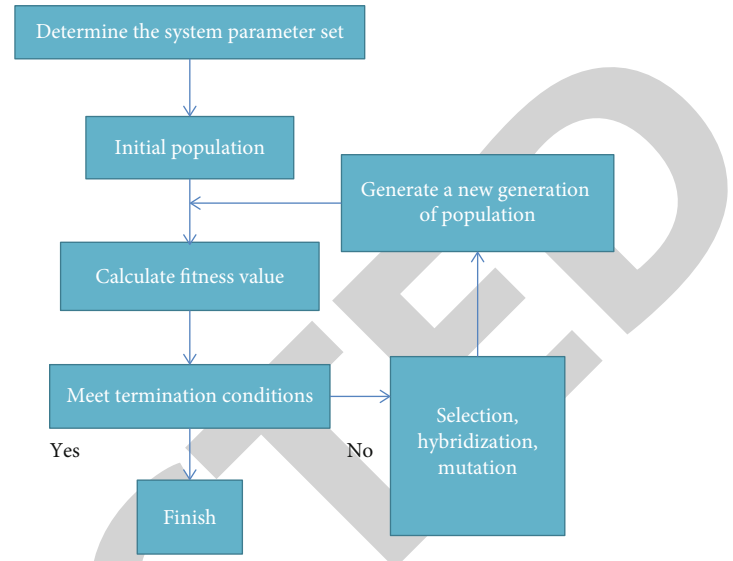 Determine the system parameter set
Initial population
Generate a new generation
of population
Calculate fitness value
Meet termination conditions
Selection,
hybridization,
mutation
Yes
No
Finish
CTED